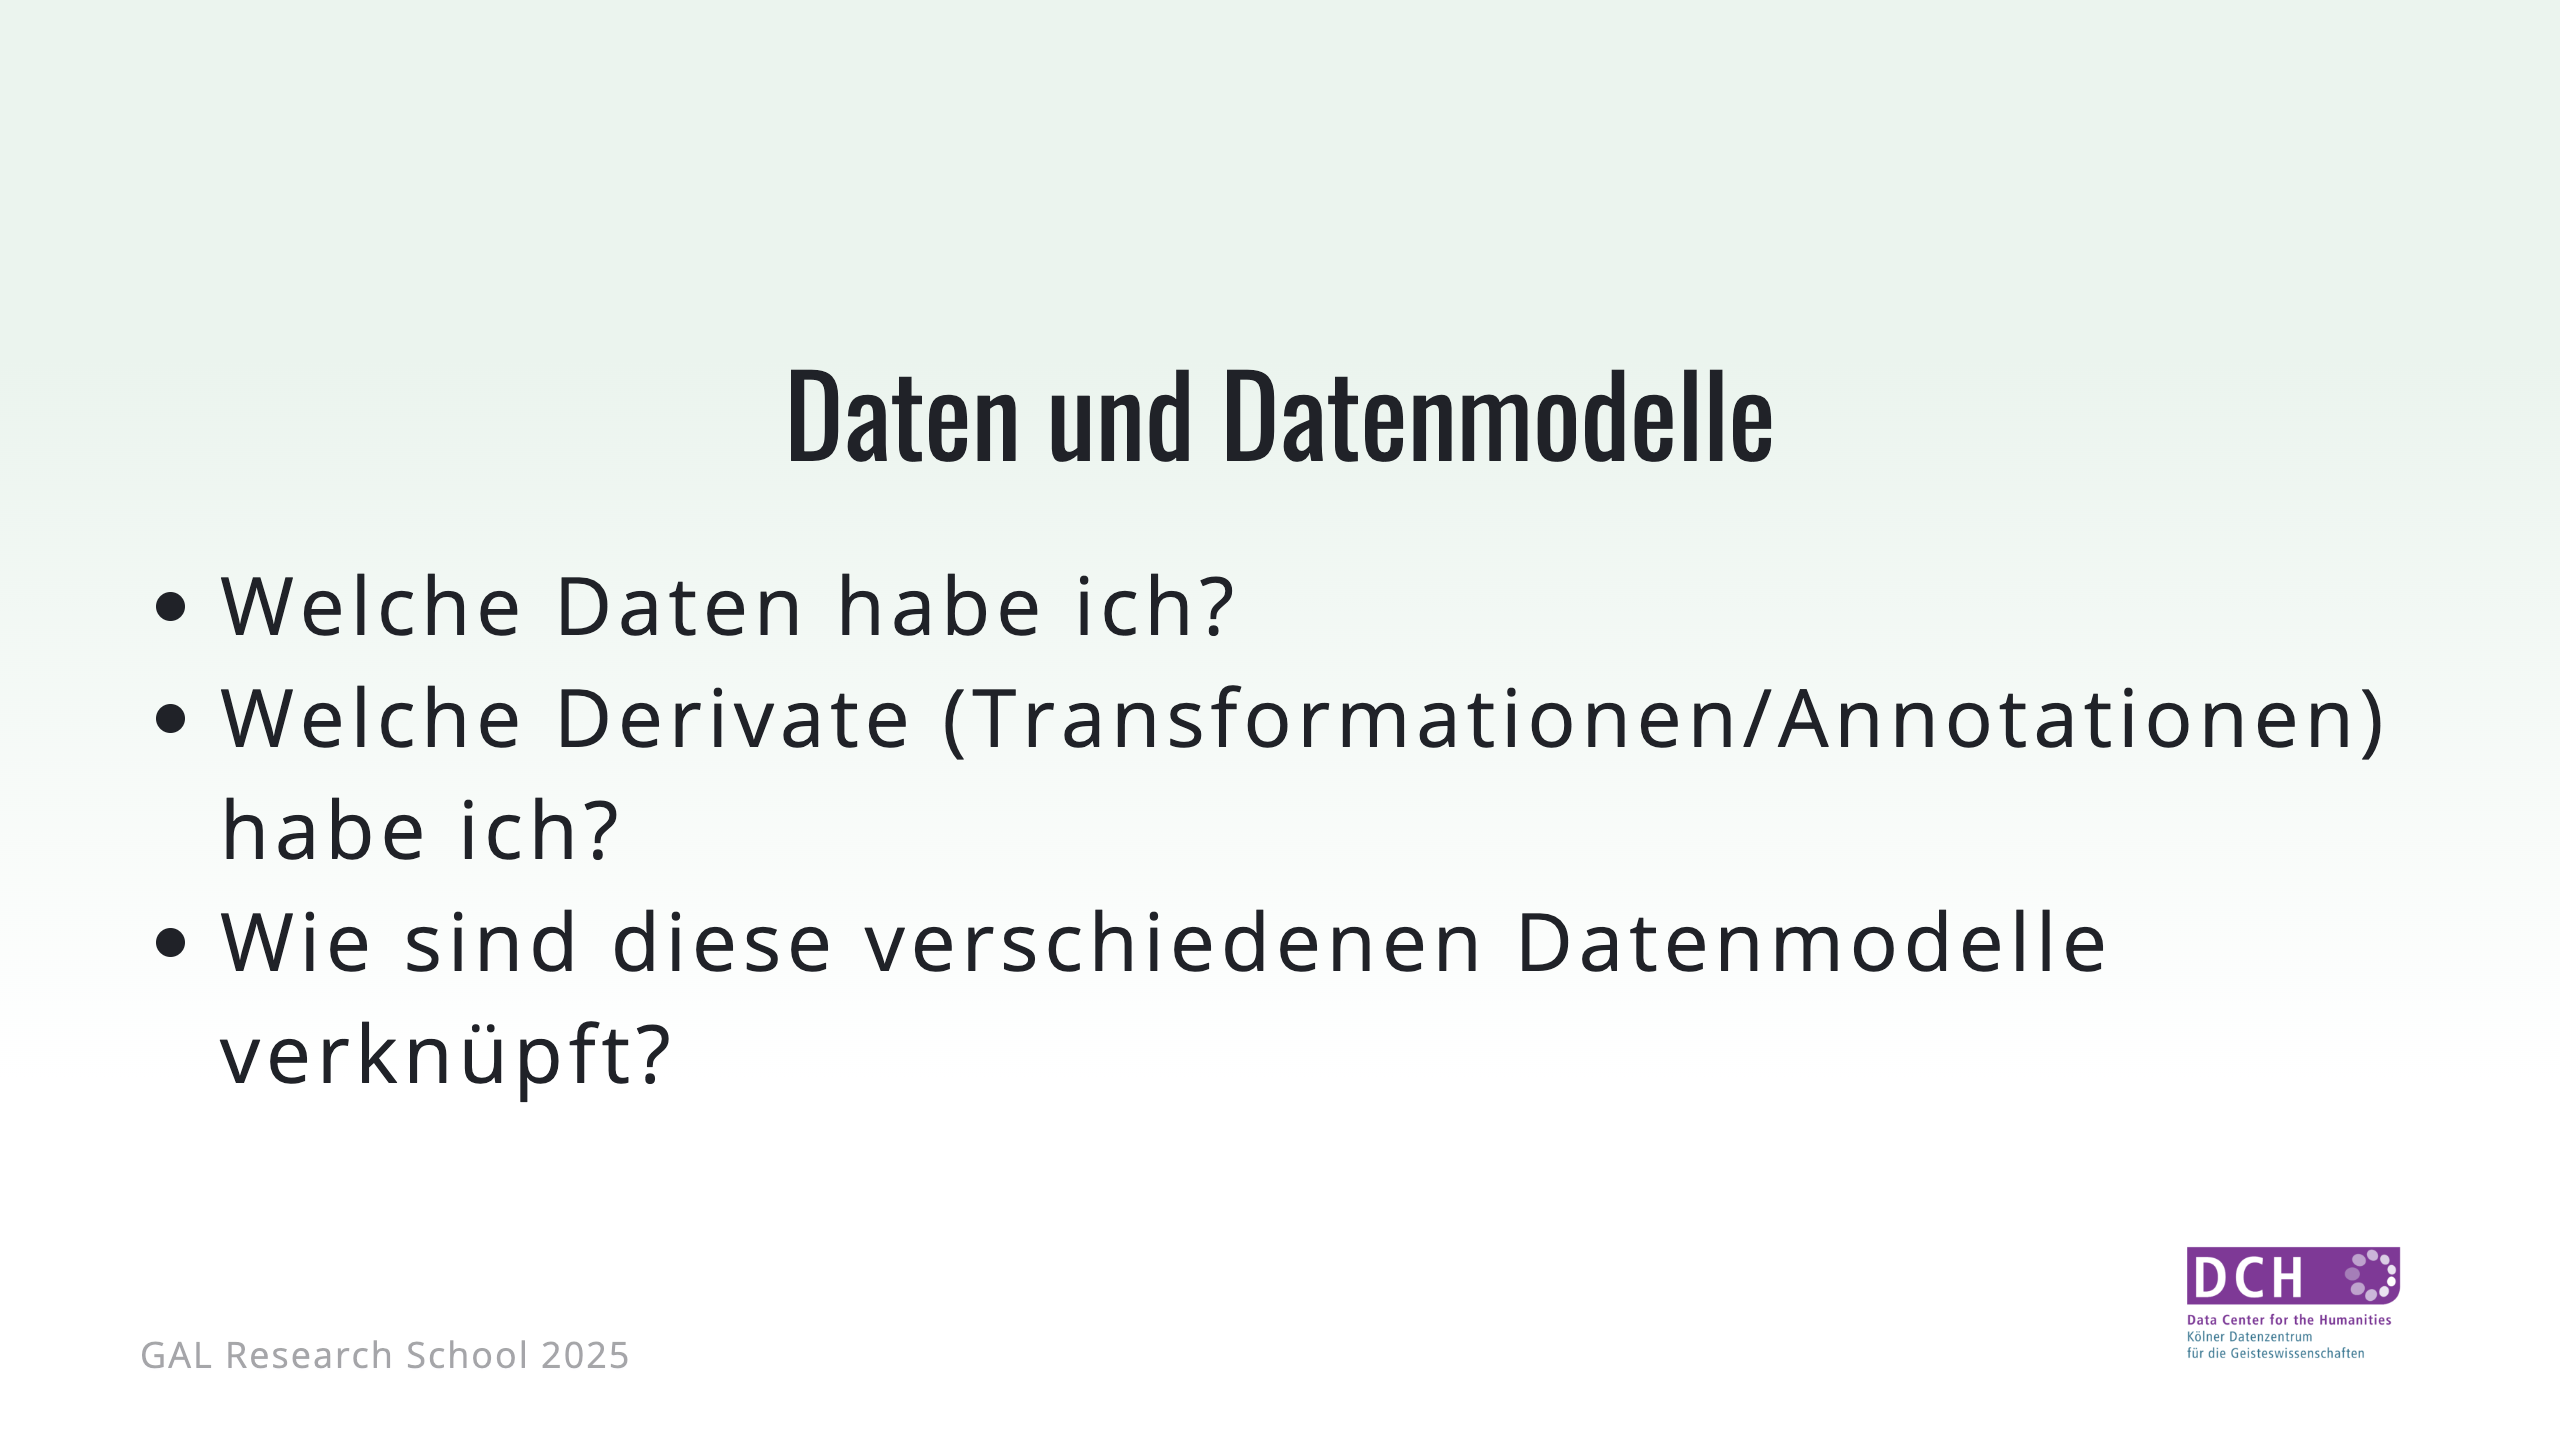 Daten und Datenmodelle
• Welche Daten habe ich?
• Welche Derivate (Transformationen/Annotationen)
habe ich?
• Wie sind diese verschiedenen Datenmodelle
verknüpft?
GAL Research School 2025
DCH
Data Center for the Humanities
Kölner Datenzentrum
für die Geisteswissenschaften